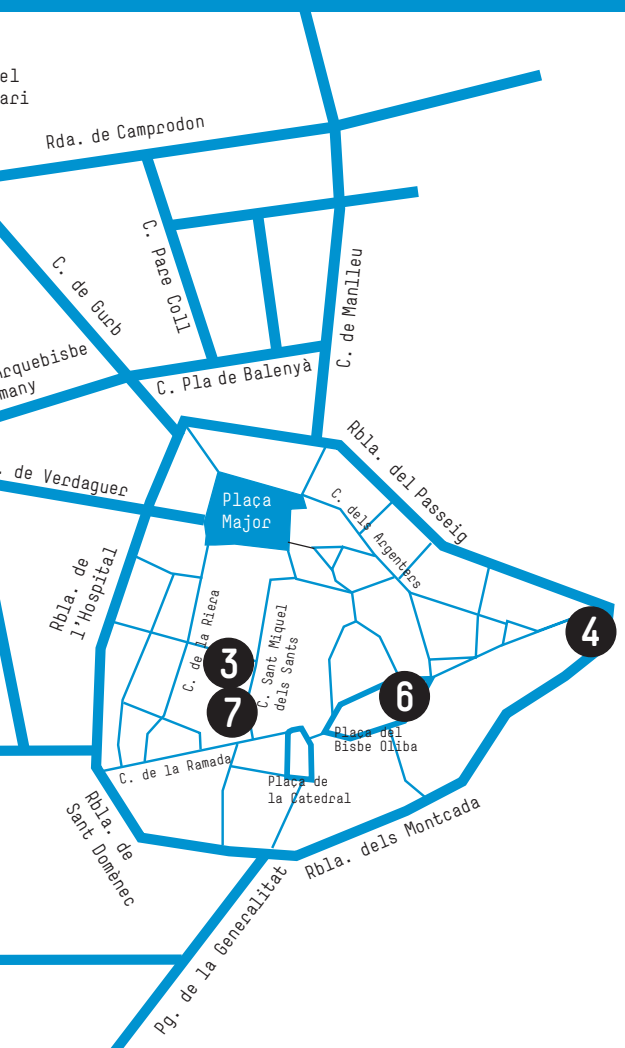 el
ari
Rda. de Camprodon
C. Pare Coll
C. de Gurb
C. de Manlleu
rquebisbe
many
C. Pla de Balenyà
Rbla. del Passeig
. de Verdaguer
Plaça
Major
C. dels Argenters
Rbla. de
l'Hospital
C. de la Riera
C. Sant Miquel
dels Sants
3
4
6
7
Plaça del
Bisbe Oliba
C. de la Ramada
Plaça de
la Catedral
Rbla. de
Sant Domènec
Rbla. dels Montcada
Pg. de la Generalitat